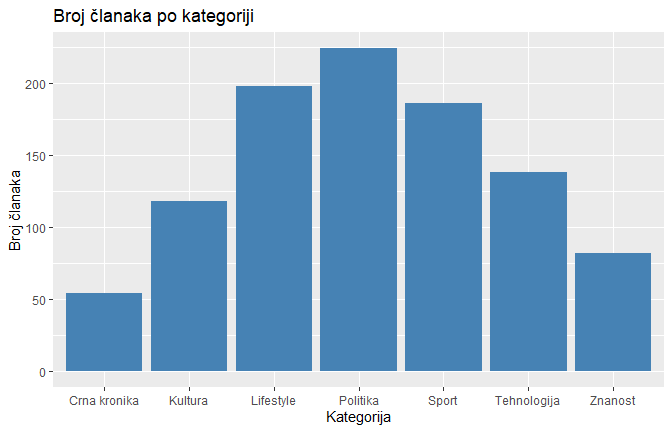 Broj članaka po kategoriji
Broj članaka
200
150
100
50
0
Crna kronika Kultura Lifestyle Politika Sport Tehnologija Znanost
Kategorija